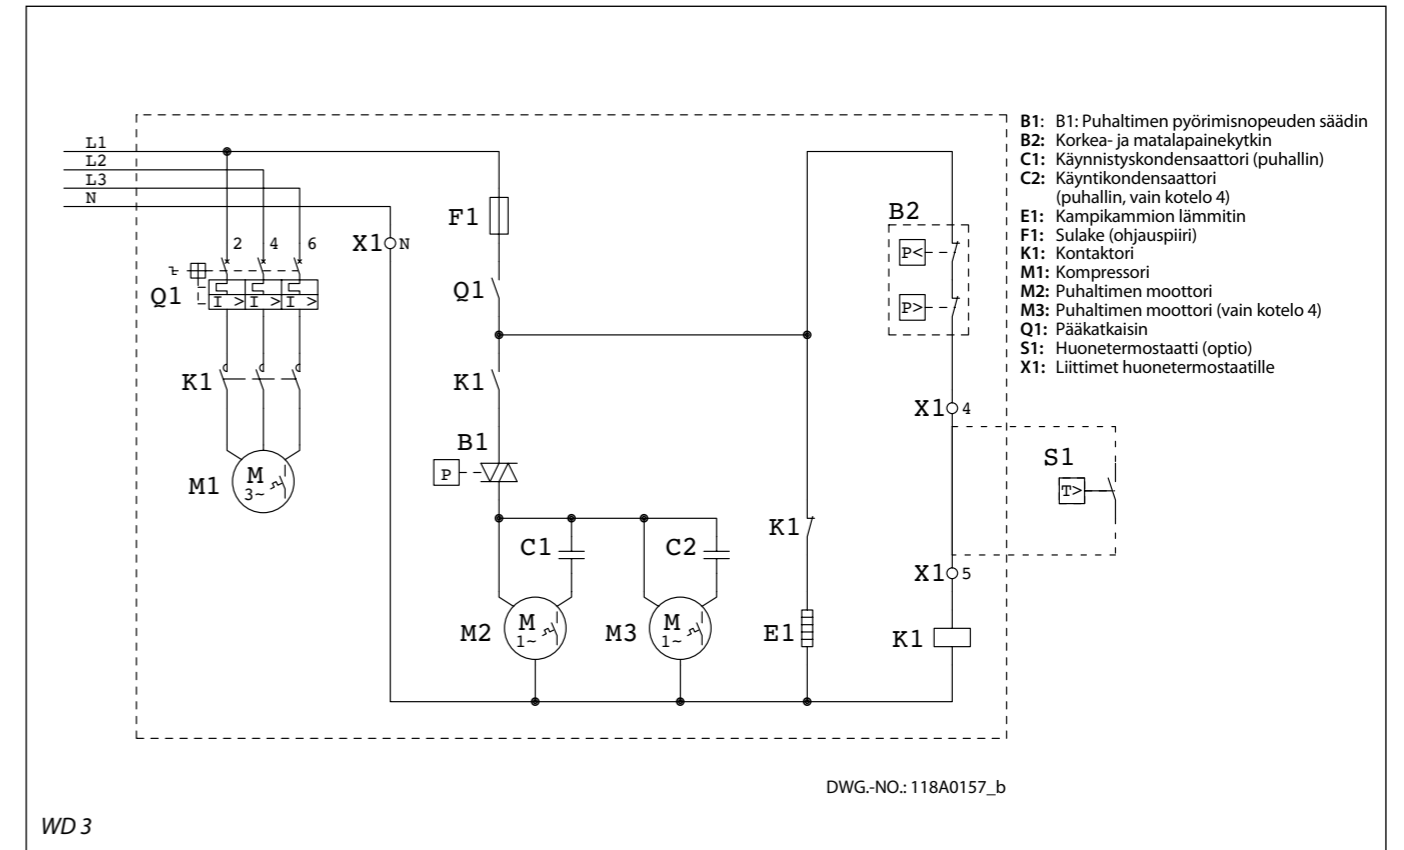 L1
L2
L3
N
2 4 6
Q1
I > I > I >
K1
M1
M
3~
X1 N
F1
Q1
K1
B1
P
C1
C2
M2
M
1~
M3
M
1~
K1
E1
B2
P<
P>
X1 4
S1
T>
X1 5
K1
B1: B1: Puhaltimen pyörimisnopeuden säädin
B2: Korkea- ja matalapainekytkin
C1: Käynnistyskondensaattori (puhallin)
C2: Käyntikondensaattori
(puhallin, vain kotelo 4)
E1: Kampikammion lämmitin
F1: Sulake (ohjauspiiri)
K1: Kontaktori
M1: Kompressori
M2: Puhaltimen moottori
M3: Puhaltimen moottori (vain kotelo 4)
Q1: Pääkatkaisin
S1: Huonetermostaatti (optio)
X1: Liittimet huonetermostaatille
DWG.-NO.: 118A0157_b
WD 3